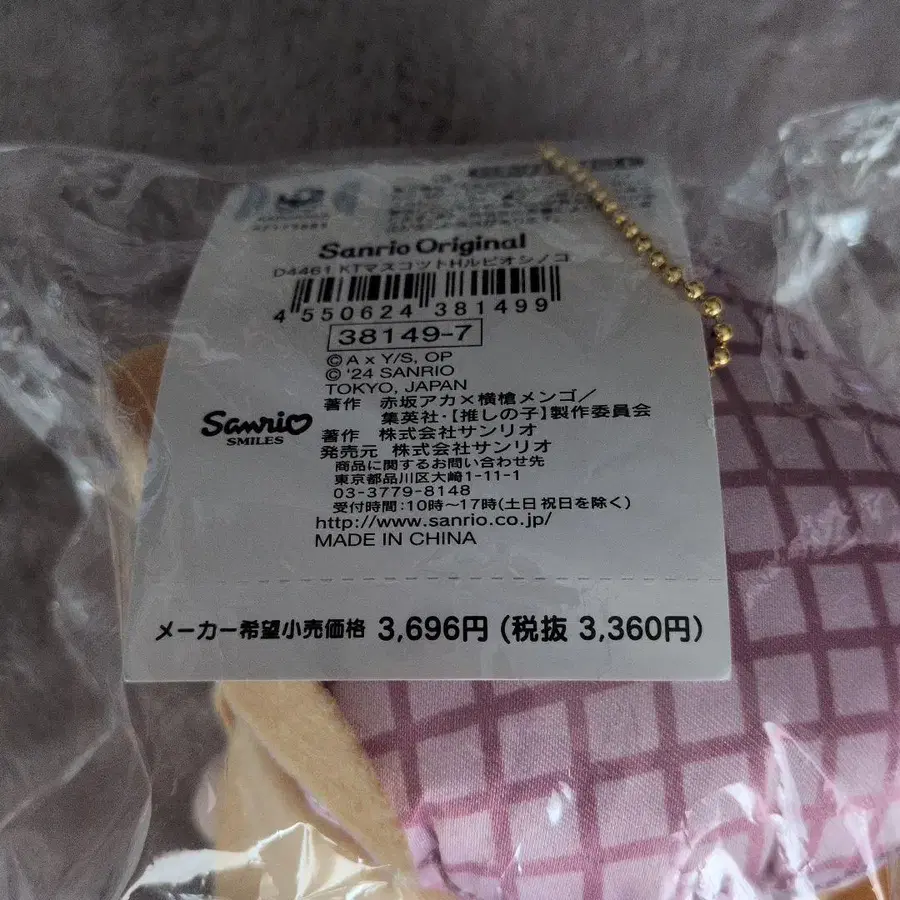 Sanrio Original
D4461 KTマスコットHルビオシノコ
4 550624 381499
38149-7
© A x Y/S, OP
© '24 SANRIO
TOKYO, JAPAN
著作 赤坂アカ×横槍メンゴ／
集英社・【推しの子】製作委員会
Sanrio
SMILES
著作 株式会社サンリオ
発売元 株式会社サンリオ
商品に関するお問い合わせ先
東京都品川区大崎1-11-1
03-3779-8148
受付時間：10時～17時(土日祝日を除く)
http://www.sanrio.co.jp/
MADE IN CHINA
メーカー希望小売価格 3,696円 (税抜 3,360円)